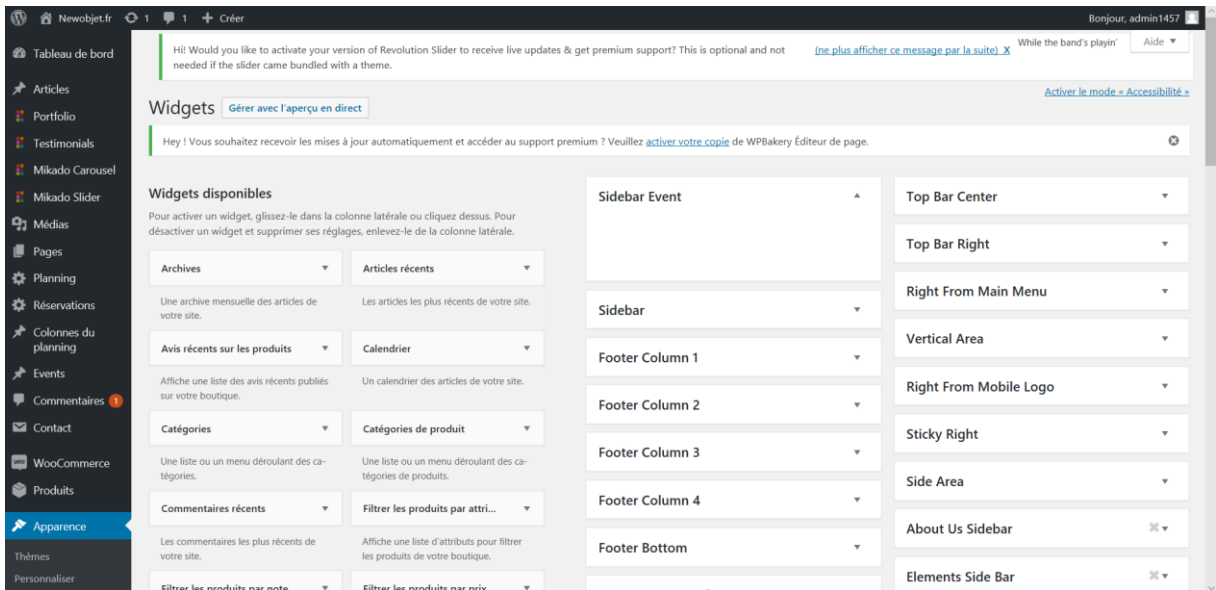 Newobjet.fr 1 1 Créer
Bonjour, admin1457
Tableau de bord
Articles
Portfolio
Testimonials
Mikado Carousel
Mikado Slider
Médias
Pages
Planning
Réservations
Colonnes du
planning
Events
Commentaires 1
Contact
WooCommerce
Produits
Apparence
Thèmes
Personnaliser
Hi! Would you like to activate your version of Revolution Slider to receive live updates & get premium support? This is optional and not
needed if the slider came bundled with a theme.
(ne plus afficher ce message par la suite) X
While the band's playin'
Aide
Activer le mode « Accessibilité »
Widgets Gérer avec l'aperçu en direct
Hey ! Vous souhaitez recevoir les mises à jour automatiquement et accéder au support premium ? Veuillez activer votre copie de WPBakery Éditeur de page.
Widgets disponibles
Pour activer un widget, glissez-le dans la colonne latérale ou cliquez dessus. Pour
désactiver un widget et supprimer ses réglages, enlevez-le de la colonne latérale.
Archives
Une archive mensuelle des articles de
votre site.
Articles récents
Les articles les plus récents de votre site.
Avis récents sur les produits
Affiche une liste des avis récents publiés
sur votre boutique.
Calendrier
Un calendrier des articles de votre site.
Catégories
Une liste ou un menu déroulant des ca-
tégories.
Catégories de produit
Une liste ou un menu déroulant des ca-
tégories de produits.
Commentaires récents
Les commentaires les plus récents de
votre site.
Filtrer les produits par attri...
Affiche une liste d'attributs pour filtrer
les produits de votre boutique.
Filtrer les produits par note
Filtrer les produits par prix
Sidebar Event
Sidebar
Footer Column 1
Footer Column 2
Footer Column 3
Footer Column 4
Footer Bottom
Top Bar Center
Top Bar Right
Right From Main Menu
Vertical Area
Right From Mobile Logo
Sticky Right
Side Area
About Us Sidebar
Elements Side Bar